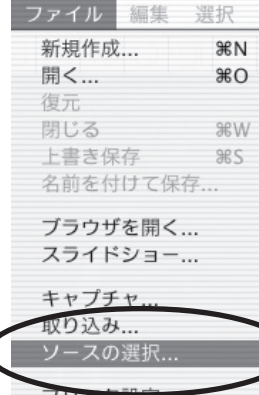 ファイル 編集 選択
新規作成... ⌘N
開く... ⌘O
復元
閉じる ⌘W
上書き保存 ⌘S
名前を付けて保存...
ブラウザを開く...
スライドショー...
キャプチャ...
取り込み...
ソースの選択...